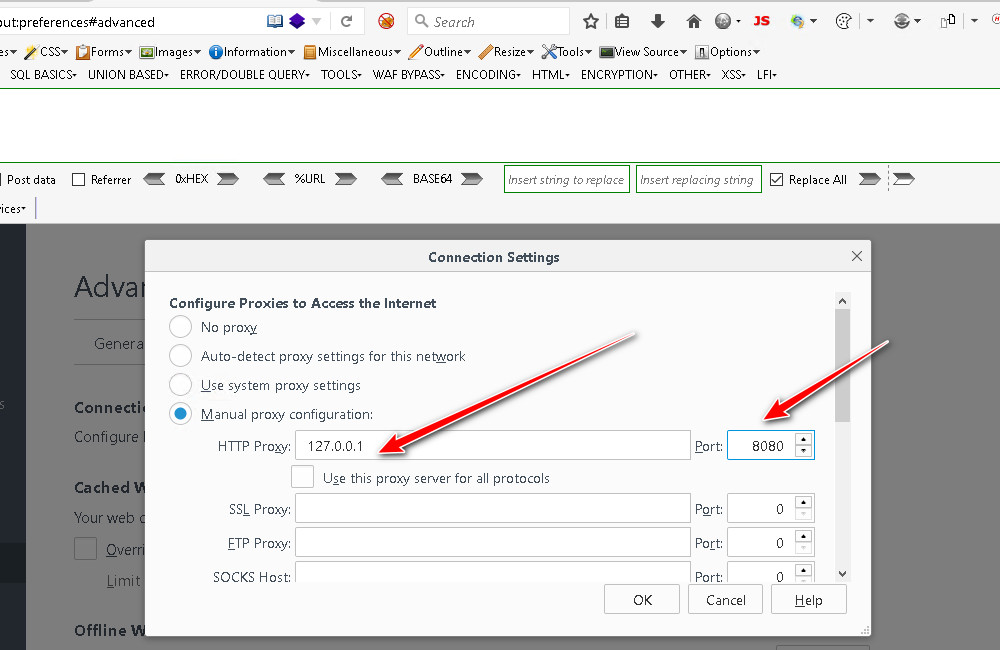 out:preferences#advanced
Search
JS
es▾ CSS▾ Forms▾ Images▾ Information▾ Miscellaneous▾ Outline▾ Resize▾ Tools▾ View Source▾ Options▾
SQL BASICS▾ UNION BASED▾ ERROR/DOUBLE QUERY▾ TOOLS▾ WAF BYPASS▾ ENCODING▾ HTML▾ ENCRYPTION▾ OTHER▾ XSS▾ LFI▾
Post data Referrer 0xHEX %URL BASE64 Insert string to replace Insert replacing string Replace All
ices▾
Connection Settings
Advan
Configure Proxies to Access the Internet
No proxy
Genera
Auto-detect proxy settings for this network
Use system proxy settings
s
Connectio
Manual proxy configuration:
Configure
HTTP Proxy: 127.0.0.1 Port: 8080
Use this proxy server for all protocols
Cached W
SSL Proxy: Port: 0
Your web c
FTP Proxy: Port: 0
Overri
SOCKS Host: Port: 0
Limit
OK Cancel Help
Offline W